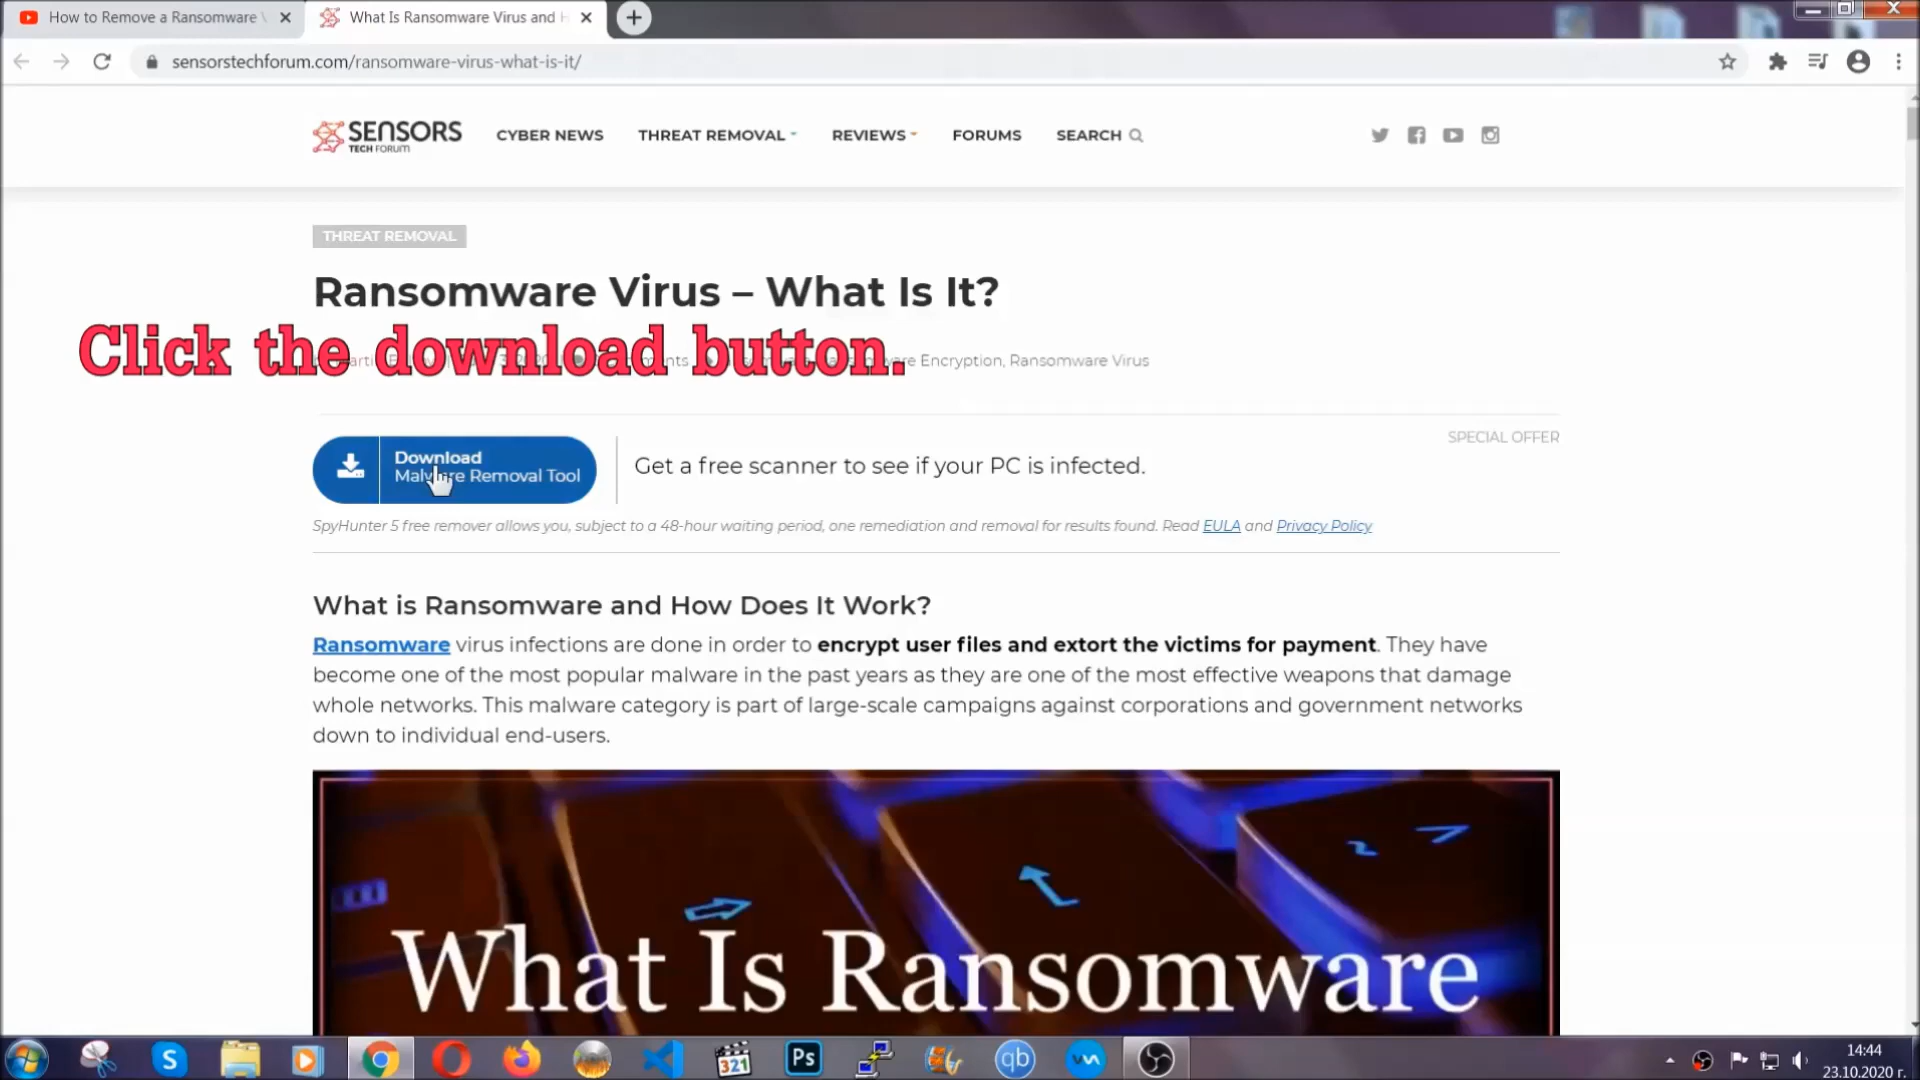 How to Remove a Ransomware
What Is Ransomware Virus and
sensorstechforum.com/ransomware-virus-what-is-it/
SENSORS
TECH FORUM
CYBER NEWS
THREAT REMOVAL
REVIEWS
FORUMS
SEARCH
THREAT REMOVAL
Ransomware Virus – What Is It?
Click the download button.
Encryption, Ransomware Virus
SPECIAL OFFER
Download
Malware Removal Tool
Get a free scanner to see if your PC is infected.
SpyHunter 5 free remover allows you, subject to a 48-hour waiting period, one remediation and removal for results found. Read EULA and Privacy Policy
What is Ransomware and How Does It Work?
Ransomware virus infections are done in order to encrypt user files and extort the victims for payment. They have
become one of the most popular malware in the past years as they are one of the most effective weapons that damage
whole networks. This malware category is part of large-scale campaigns against corporations and government networks
down to individual end-users.
What Is Ransomware
S
321
Ps
qb
14:44
23.10.2020 г.